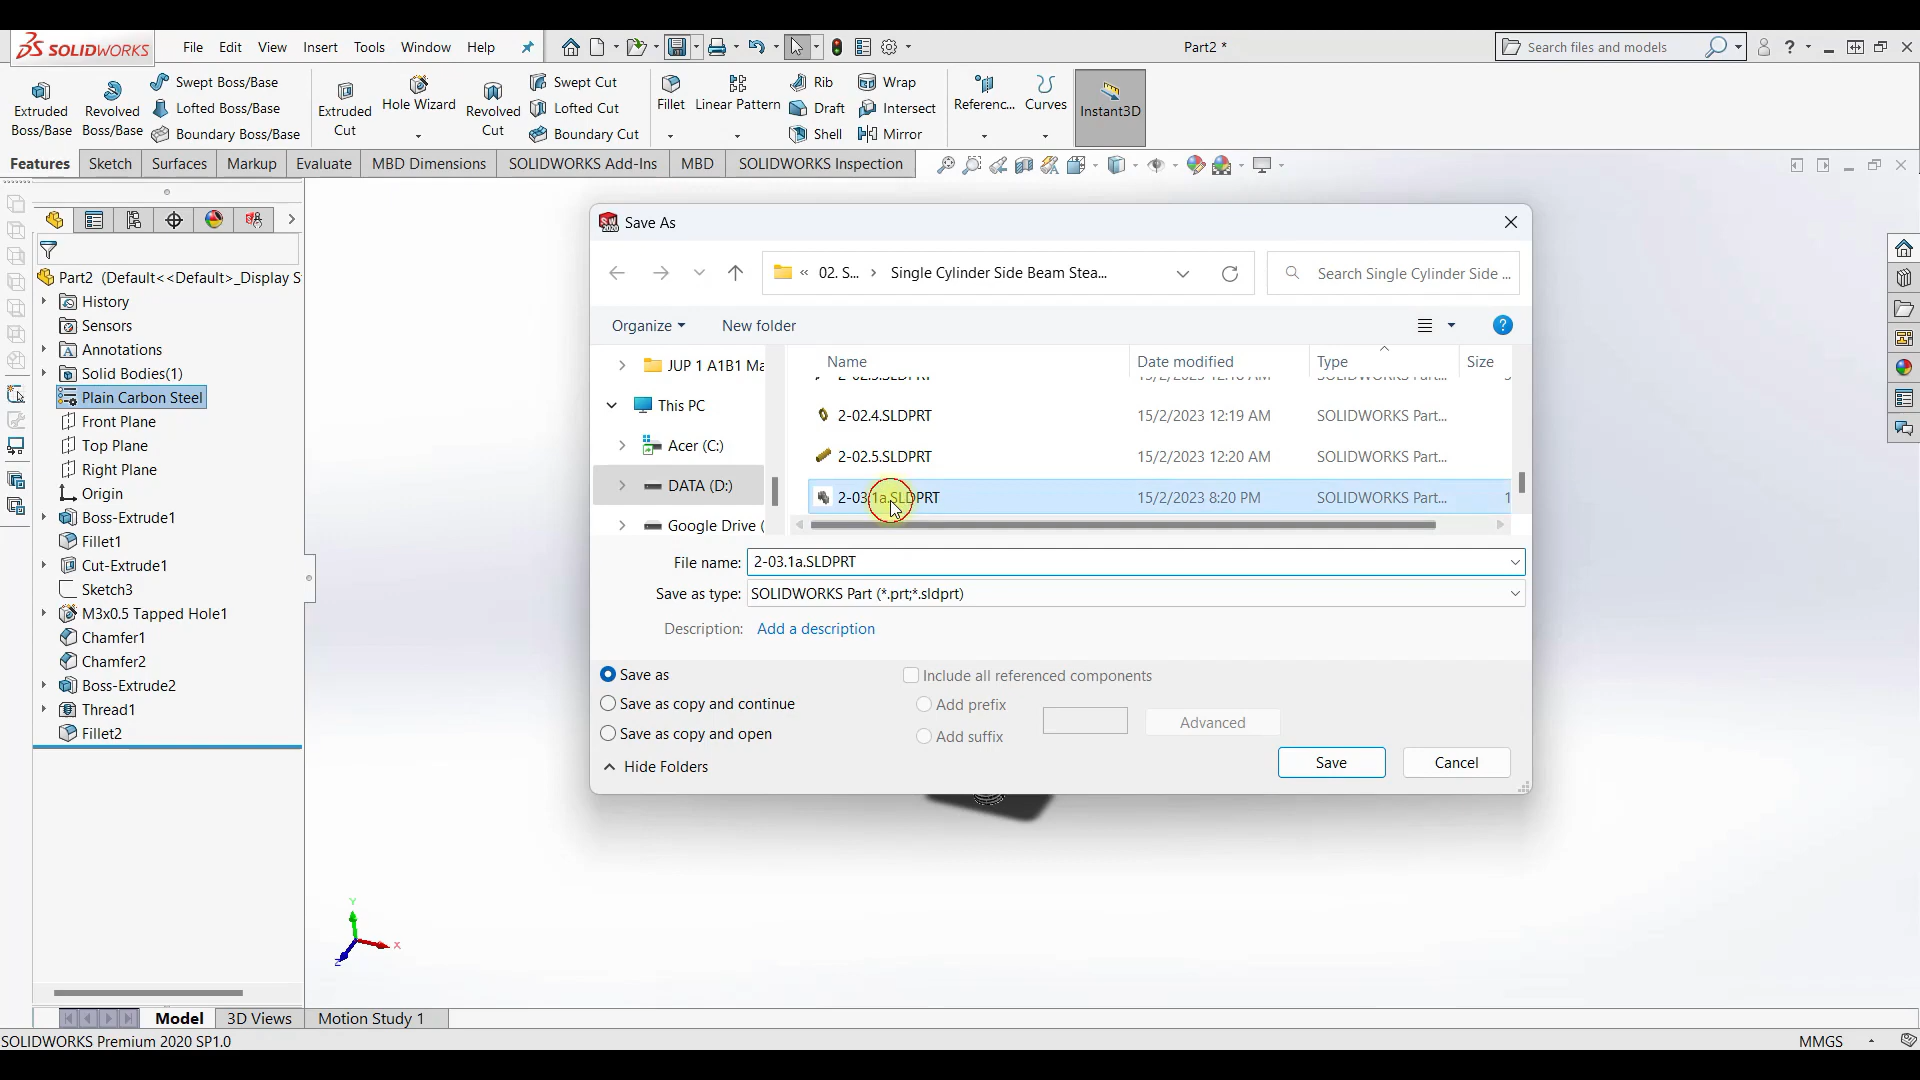 SOLIDWORKS
File Edit View Insert Tools Window Help
Part2 *
Search files and models
Extruded Boss/Base
Revolved Boss/Base
Swept Boss/Base
Lofted Boss/Base
Boundary Boss/Base
Extruded Cut
Hole Wizard
Revolved Cut
Swept Cut
Lofted Cut
Boundary Cut
Fillet
Linear Pattern
Rib
Draft
Shell
Wrap
Intersect
Mirror
Referenc...
Curves
Instant3D
Features Sketch Surfaces Markup Evaluate MBD Dimensions SOLIDWORKS Add-Ins MBD SOLIDWORKS Inspection
Part2 (Default<<Default>_Display S
History
Sensors
Annotations
Solid Bodies(1)
Plain Carbon Steel
Front Plane
Top Plane
Right Plane
Origin
Boss-Extrude1
Fillet1
Cut-Extrude1
Sketch3
M3x0.5 Tapped Hole1
Chamfer1
Chamfer2
Boss-Extrude2
Thread1
Fillet2
Save As
« 02. S... › Single Cylinder Side Beam Stea...
Search Single Cylinder Side ...
Organize
New folder
JUP 1 A1B1 Ma
This PC
Acer (C:)
DATA (D:)
Google Drive (
Name Date modified Type Size
2-02.4.SLDPRT 15/2/2023 12:19 AM SOLIDWORKS Part...
2-02.5.SLDPRT 15/2/2023 12:20 AM SOLIDWORKS Part...
2-03.1a.SLDPRT 15/2/2023 8:20 PM SOLIDWORKS Part... 1
File name: 2-03.1a.SLDPRT
Save as type: SOLIDWORKS Part (*.prt;*.sldprt)
Description: Add a description
Save as
Save as copy and continue
Save as copy and open
Include all referenced components
Add prefix
Add suffix
Advanced
Hide Folders
Save
Cancel
Y
X
Z
Model 3D Views Motion Study 1
SOLIDWORKS Premium 2020 SP1.0
MMGS